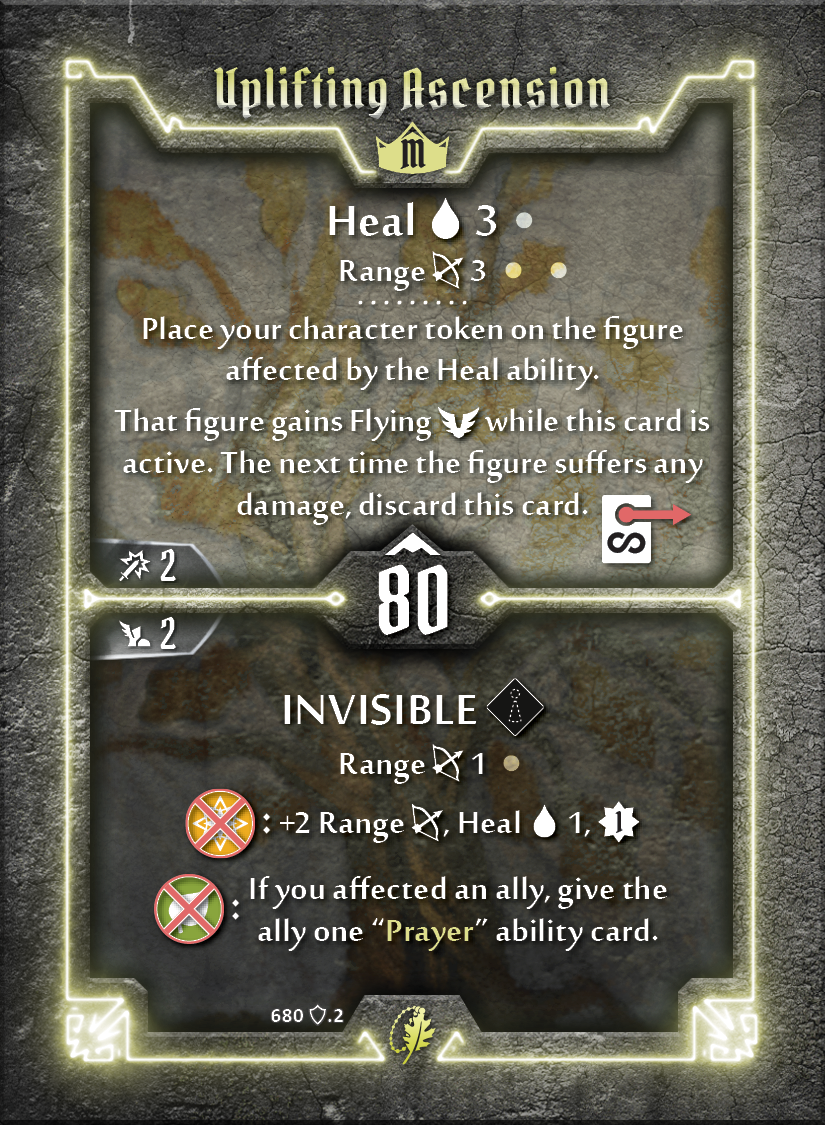 Uplifting Ascension
M
Heal 3
Range 3
Place your character token on the figure
affected by the Heal ability.
That figure gains Flying while this card is
active. The next time the figure suffers any
damage, discard this card.
S
2
80
2
INVISIBLE
Range 1
: +2 Range , Heal 1, 1
: If you affected an ally, give the
ally one “Prayer” ability card.
680 .2